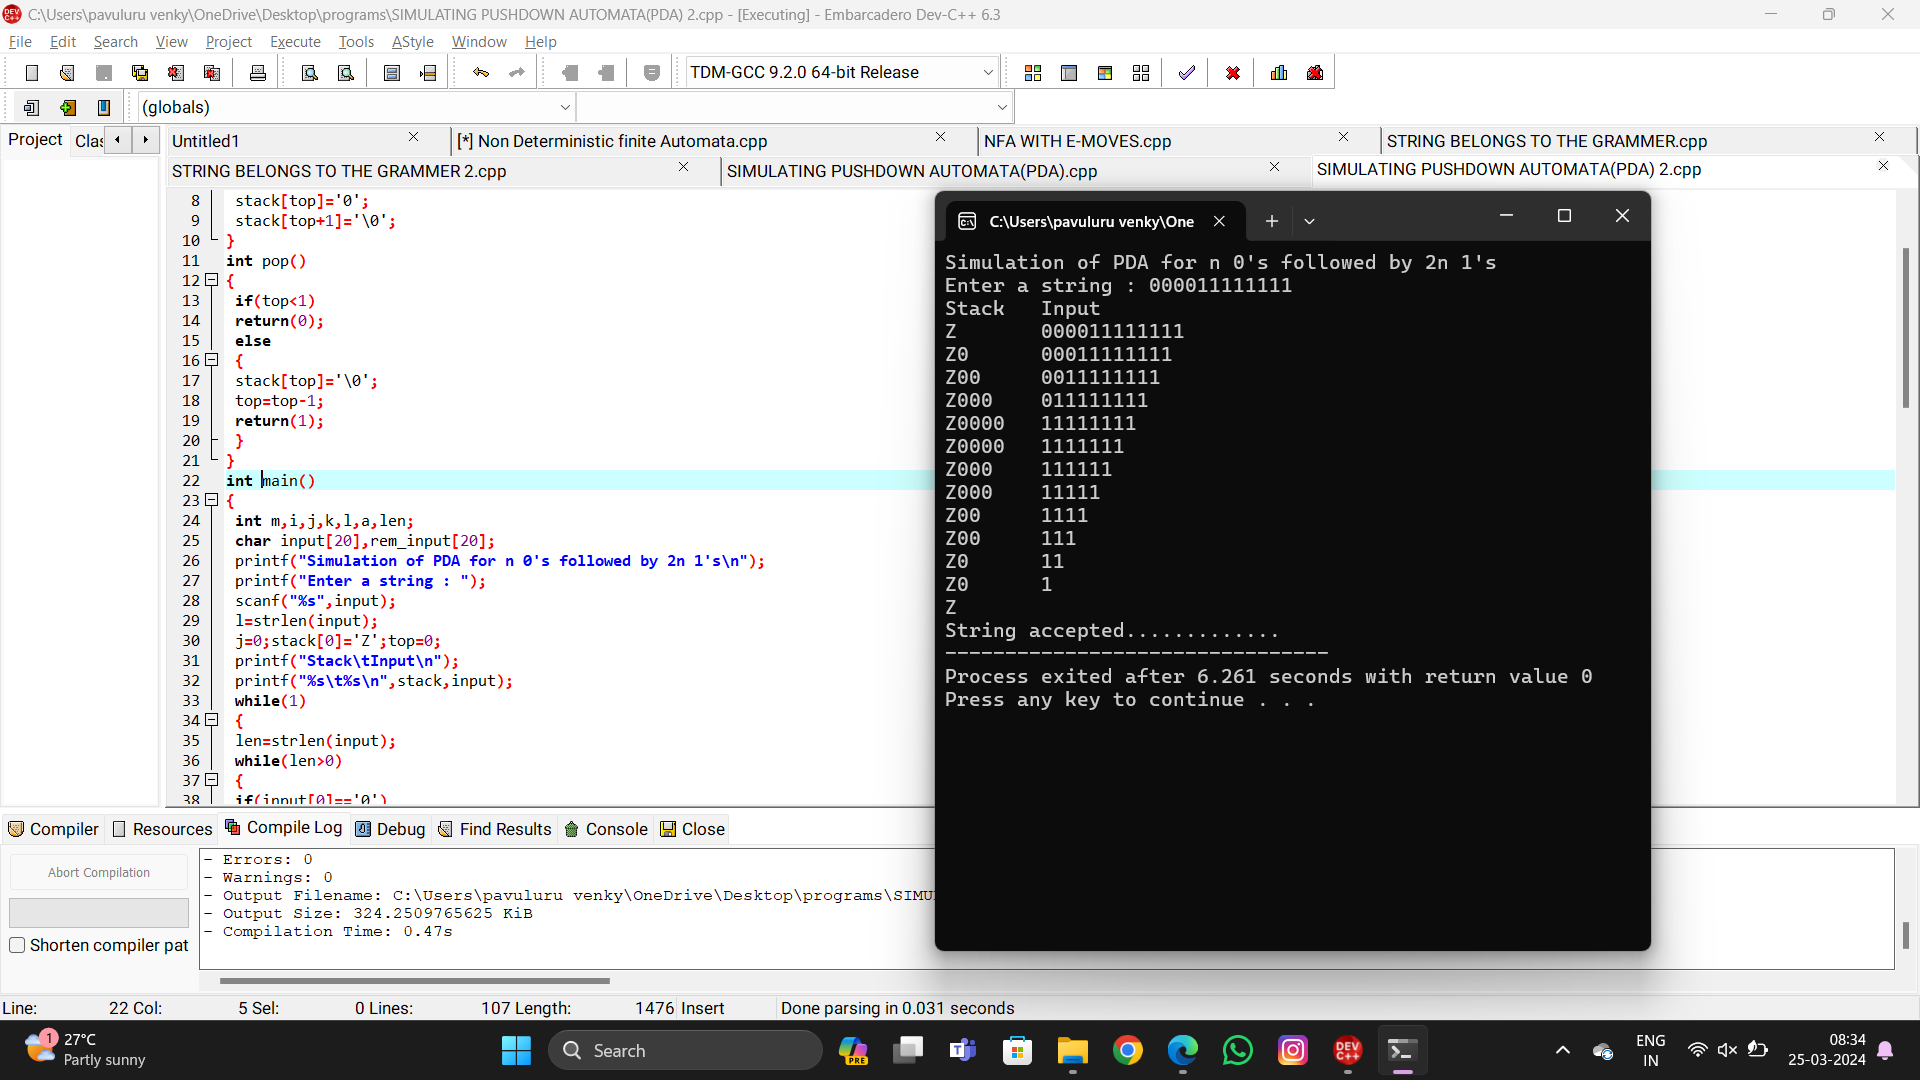 C:\Users\pavuluru venky\OneDrive\Desktop\programs\SIMULATING PUSHDOWN AUTOMATA(PDA) 2.cpp - [Executing] - Embarcadero Dev-C++ 6.3
File Edit Search View Project Execute Tools AStyle Window Help
TDM-GCC 9.2.0 64-bit Release
(globals)
Project Clas
Untitled1 [*] Non Deterministic finite Automata.cpp NFA WITH E-MOVES.cpp STRING BELONGS TO THE GRAMMER.cpp
STRING BELONGS TO THE GRAMMER 2.cpp SIMULATING PUSHDOWN AUTOMATA(PDA).cpp SIMULATING PUSHDOWN AUTOMATA(PDA) 2.cpp
8 stack[top]='0';
9 stack[top+1]='\0';
10 }
11 int pop()
12 {
13 if(top<1)
14 return(0);
15 else
16 {
17 stack[top]='\0';
18 top=top-1;
19 return(1);
20 }
21 }
22 int main()
23 {
24 int m,i,j,k,l,a,len;
25 char input[20],rem_input[20];
26 printf("Simulation of PDA for n 0's followed by 2n 1's\n");
27 printf("Enter a string : ");
28 scanf("%s",input);
29 l=strlen(input);
30 j=0;stack[0]='Z';top=0;
31 printf("Stack\tInput\n");
32 printf("%s\t%s\n",stack,input);
33 while(1)
34 {
35 len=strlen(input);
36 while(len>0)
37 {
38 if(input[0]=='0')
C:\Users\pavuluru venky\One
Simulation of PDA for n 0's followed by 2n 1's
Enter a string : 000011111111
Stack Input
Z 000011111111
Z0 00011111111
Z00 0011111111
Z000 011111111
Z0000 11111111
Z0000 1111111
Z000 111111
Z000 11111
Z00 1111
Z00 111
Z0 11
Z0 1
Z
String accepted.............
--------------------------------
Process exited after 6.261 seconds with return value 0
Press any key to continue . . .
Compiler Resources Compile Log Debug Find Results Console Close
Abort Compilation
Shorten compiler pat
- Errors: 0
- Warnings: 0
- Output Filename: C:\Users\pavuluru venky\OneDrive\Desktop\programs\SIMU
- Output Size: 324.2509765625 KiB
- Compilation Time: 0.47s
Line: 22 Col: 5 Sel: 0 Lines: 107 Length: 1476 Insert Done parsing in 0.031 seconds
1
27°C
Partly sunny
Search
PRE
DEV C++
ENG
IN
08:34
25-03-2024